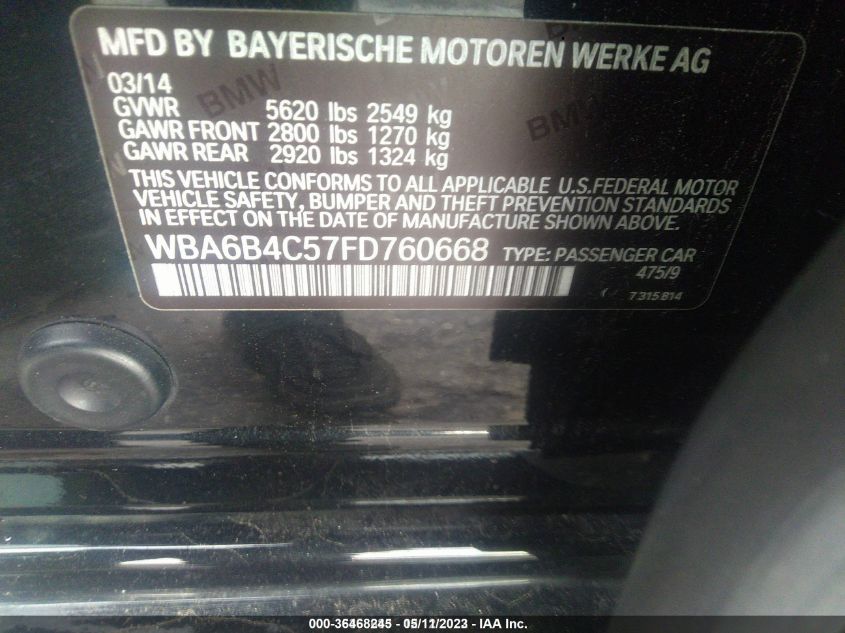 MFD BY BAYERISCHE MOTOREN WERKE AG
03/14
GVWR 5620 lbs 2549 kg
GAWR FRONT 2800 lbs 1270 kg
GAWR REAR 2920 lbs 1324 kg
BMW
BMW
THIS VEHICLE CONFORMS TO ALL APPLICABLE U.S.FEDERAL MOTOR
VEHICLE SAFETY, BUMPER AND THEFT PREVENTION STANDARDS
IN EFFECT ON THE DATE OF MANUFACTURE SHOWN ABOVE.
WBA6B4C57FD760668 TYPE: PASSENGER CAR
475/9
7 315 814
000-36468245 - 05/11/2023 - IAA Inc.